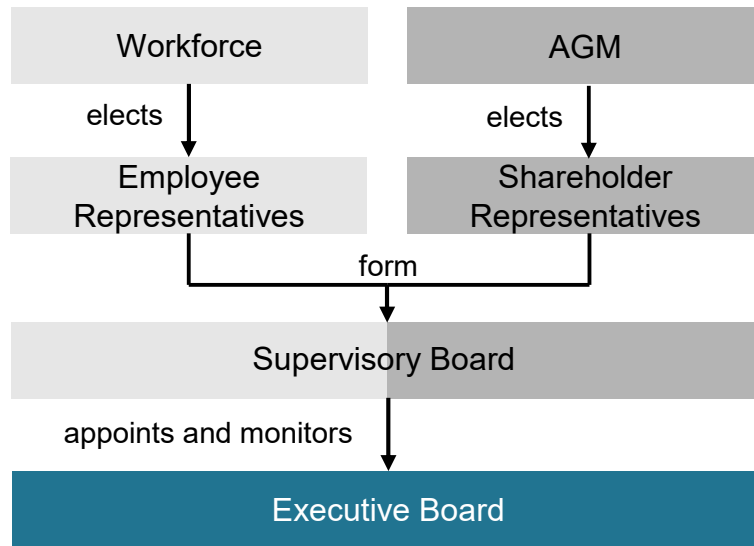 Workforce
AGM
elects
elects
Employee
Representatives
Shareholder
Representatives
form
Supervisory Board
appoints and monitors
Executive Board